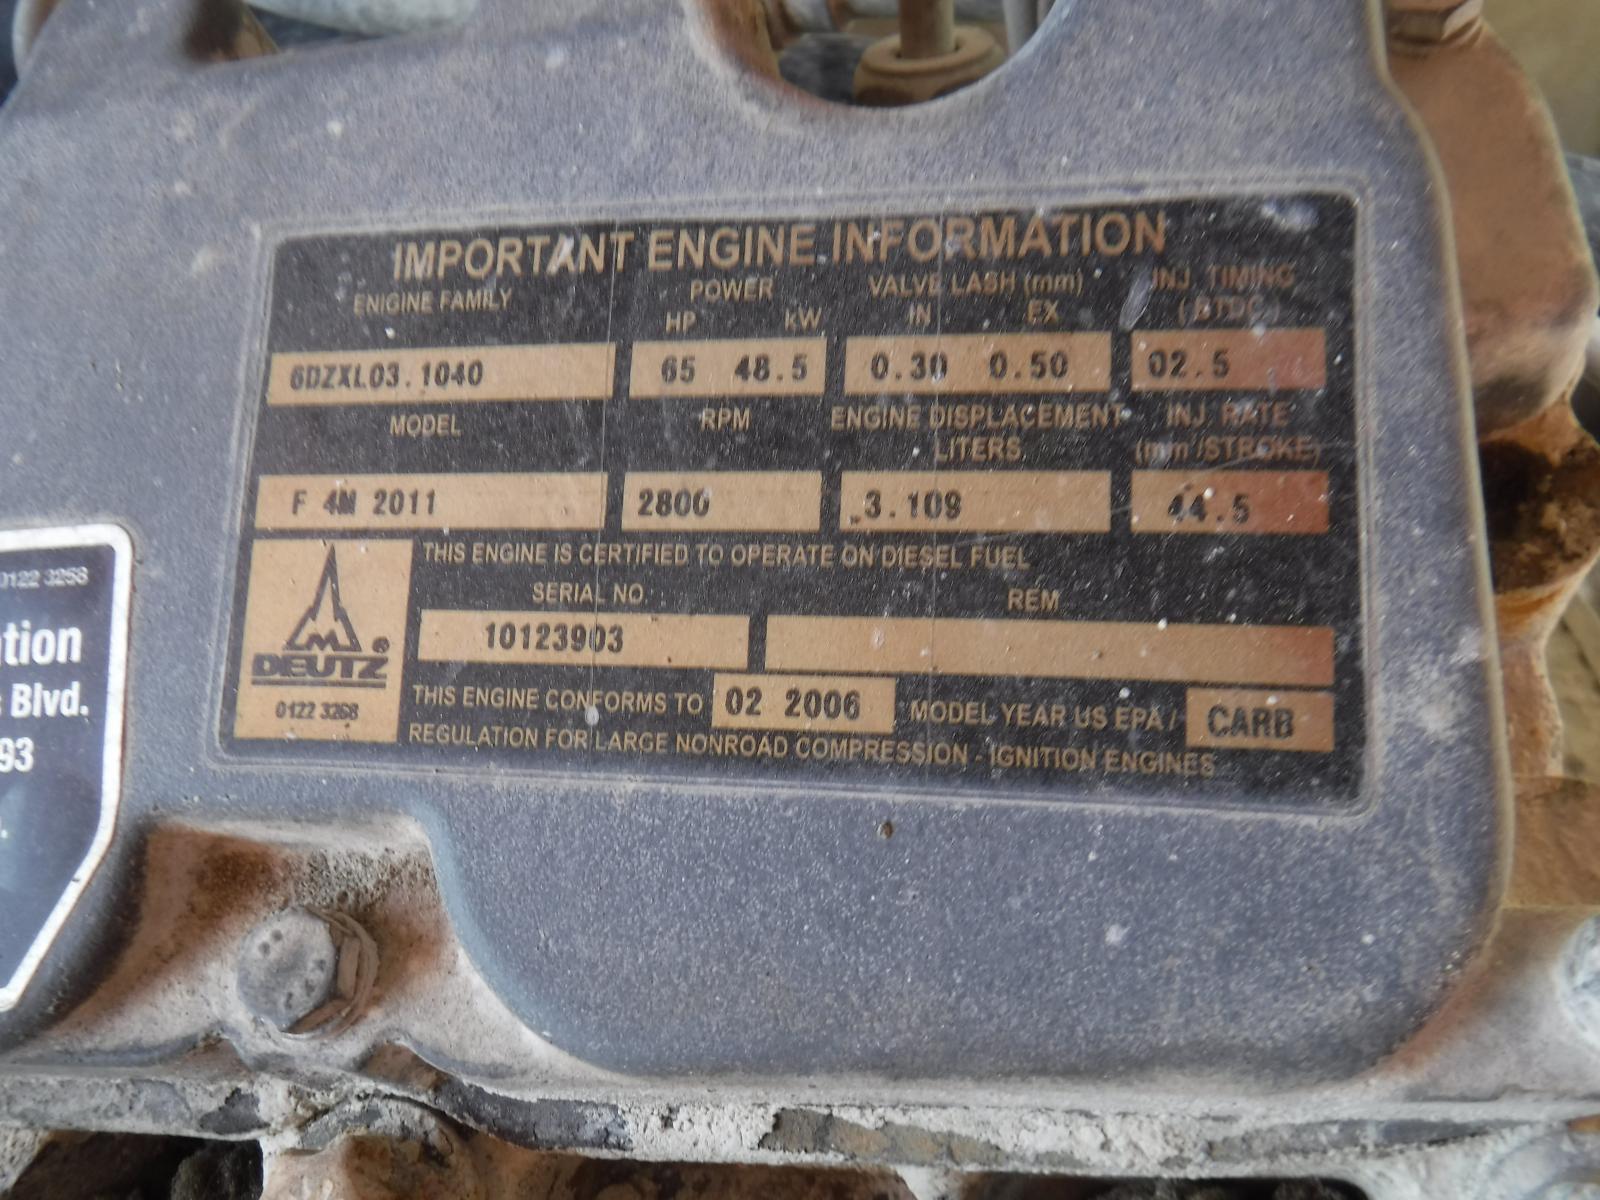 IMPORTANT ENGINE INFORMATION
ENIGINE FAMILY POWER VALVE LASH (mm) INJ. TIMING
HP kW IN EX (BTDC)
6DZXL03.1040 65 48.5 0.30 0.50 02.5
MODEL RPM ENGINE DISPLACEMENT INJ. RATE
LITERS (mm /STROKE)
F 4M 2011 2800 3.109 44.5
THIS ENGINE IS CERTIFIED TO OPERATE ON DIESEL FUEL
SERIAL NO. REM
10123903
DEUTZ ®
0122 3268
THIS ENGINE CONFORMS TO 02 2006 MODEL YEAR US EPA / CARB
REGULATION FOR LARGE NONROAD COMPRESSION - IGNITION ENGINES
0122 3258
ation
Blvd.
93